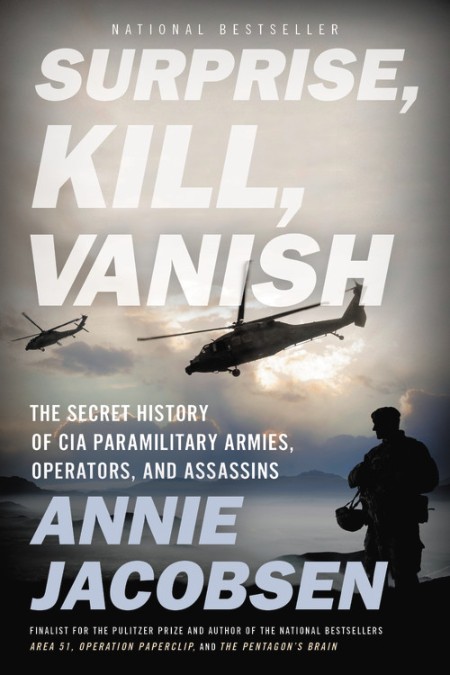 NATIONAL BESTSELLER
SURPRISE,
KILL,
VANISH
THE SECRET HISTORY
OF CIA PARAMILITARY ARMIES,
OPERATORS, AND ASSASSINS
ANNIE
JACOBSEN
FINALIST FOR THE PULITZER PRIZE AND AUTHOR OF THE NATIONAL BESTSELLERS
AREA 51, OPERATION PAPERCLIP, AND THE PENTAGON'S BRAIN